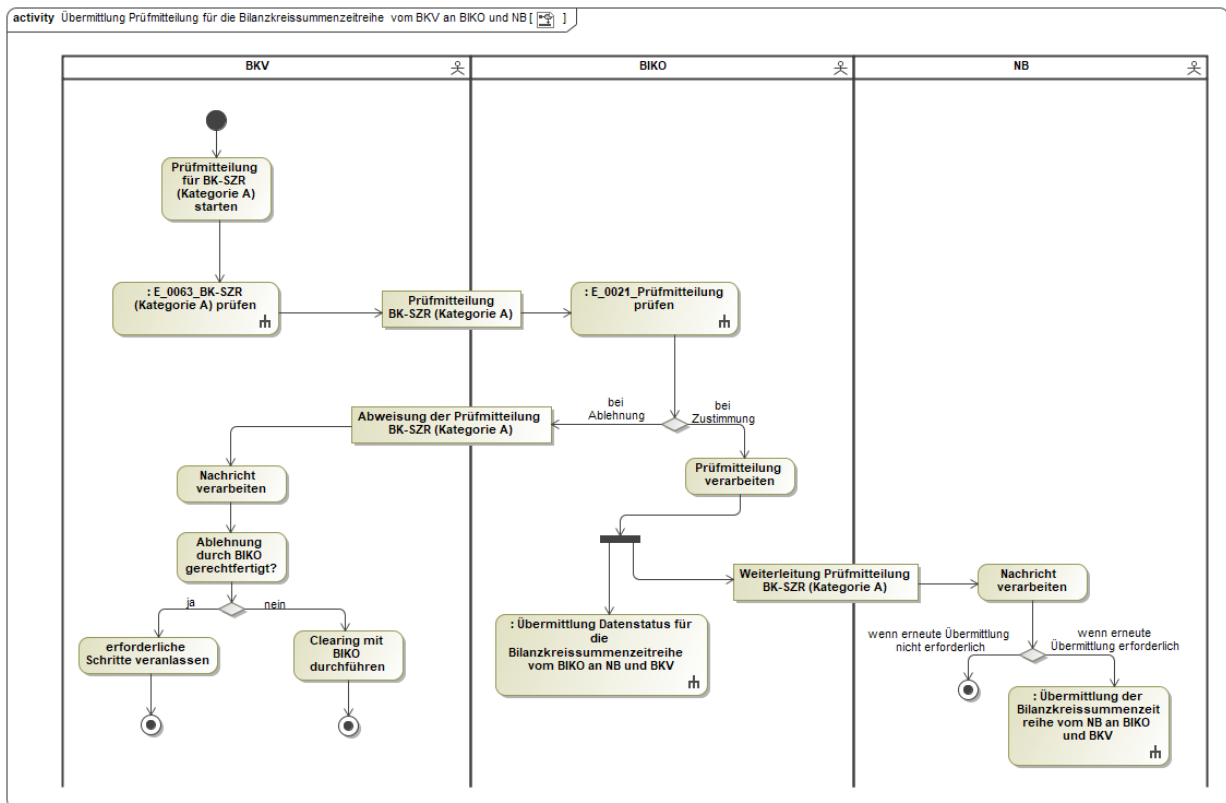 activity Übermittlung Prüfmitteilung für die Bilanzkreissummenzeitreihe vom BKV an BIKO und NB [ ]
BKV
BIKO
NB
Prüfmitteilung
für BK-SZR
(Kategorie A)
starten
: E_0063_BK-SZR
(Kategorie A) prüfen
Prüfmitteilung
BK-SZR (Kategorie A)
: E_0021_Prüfmitteilung
prüfen
bei
Ablehnung
bei
Zustimmung
Abweisung der Prüfmitteilung
BK-SZR (Kategorie A)
Prüfmitteilung
verarbeiten
Nachricht
verarbeiten
Ablehnung
durch BIKO
gerechtfertigt?
ja
nein
erforderliche
Schritte veranlassen
Clearing mit
BIKO
durchführen
Weiterleitung Prüfmitteilung
BK-SZR (Kategorie A)
Nachricht
verarbeiten
: Übermittlung Datenstatus für
die
Bilanzkreissummenzeitreihe
vom BIKO an NB und BKV
wenn erneute Übermittlung
nicht erforderlich
wenn erneute
Übermittlung erforderlich
: Übermittlung der
Bilanzkreissummenzeit
reihe vom NB an BIKO
und BKV